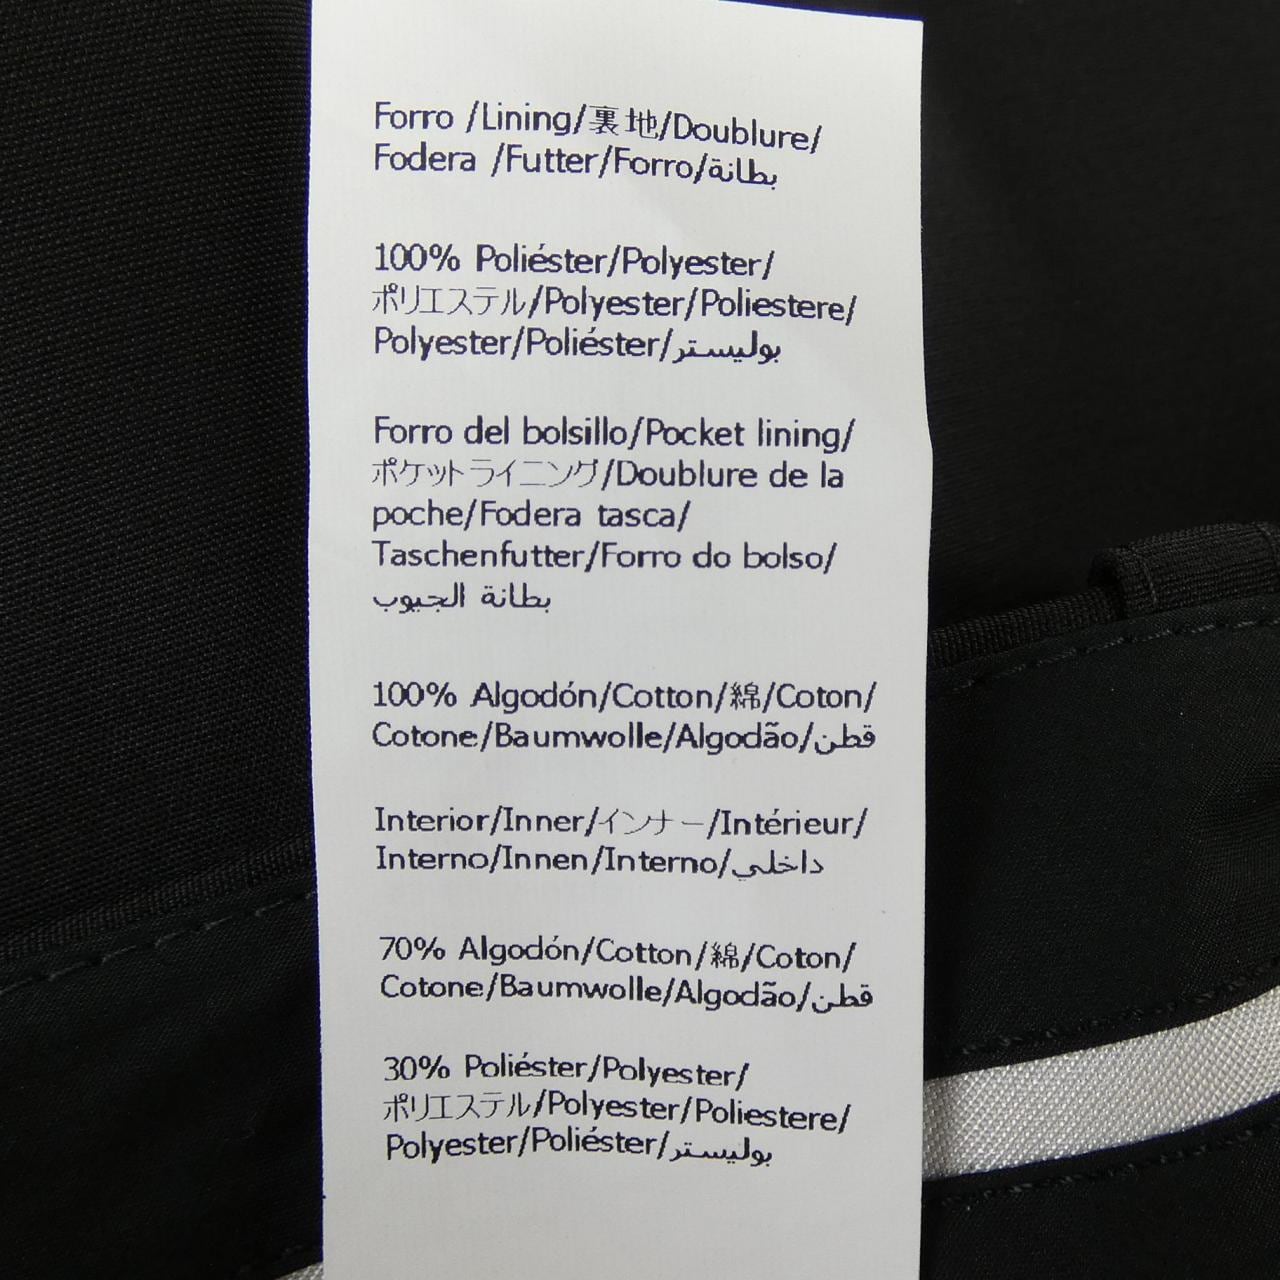 Forro /Lining/裏地/Doublure/
Fodera /Futter/Forro/بطانة
100% Poliéster/Polyester/
ポリエステル/Polyester/Poliestere/
Polyester/Poliéster/بوليستر
Forro del bolsillo/Pocket lining/
ポケットライニング/Doublure de la
poche/Fodera tasca/
Taschenfutter/Forro do bolso/
بطانة الجيوب
100% Algodón/Cotton/綿/Coton/
Cotone/Baumwolle/Algodão/قطن
Interior/Inner/インナー/Intérieur/
Interno/Innen/Interno/داخلي
70% Algodón/Cotton/綿/Coton/
Cotone/Baumwolle/Algodão/قطن
30% Poliéster/Polyester/
ポリエステル/Polyester/Poliestere/
Polyester/Poliéster/بوليستر